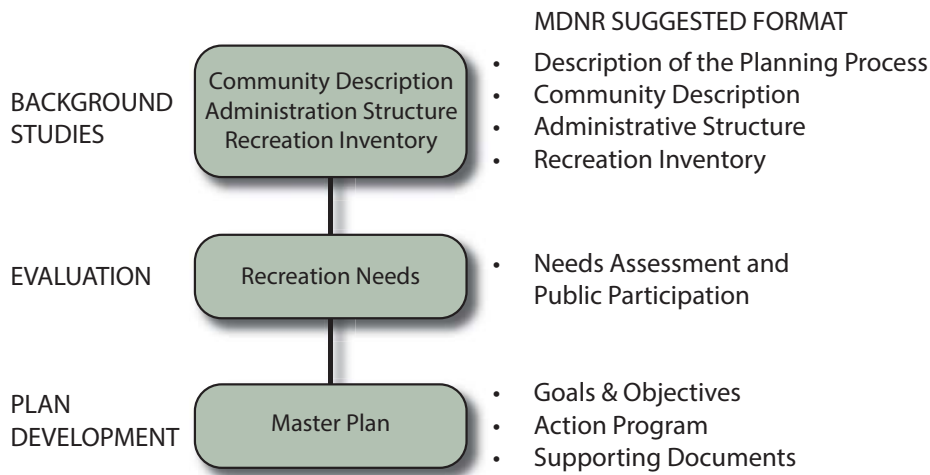 MDNR SUGGESTED FORMAT
BACKGROUND
STUDIES
Community Description
Administration Structure
Recreation Inventory
• Description of the Planning Process
• Community Description
• Administrative Structure
• Recreation Inventory
EVALUATION
Recreation Needs
• Needs Assessment and
Public Participation
PLAN
DEVELOPMENT
Master Plan
• Goals & Objectives
• Action Program
• Supporting Documents